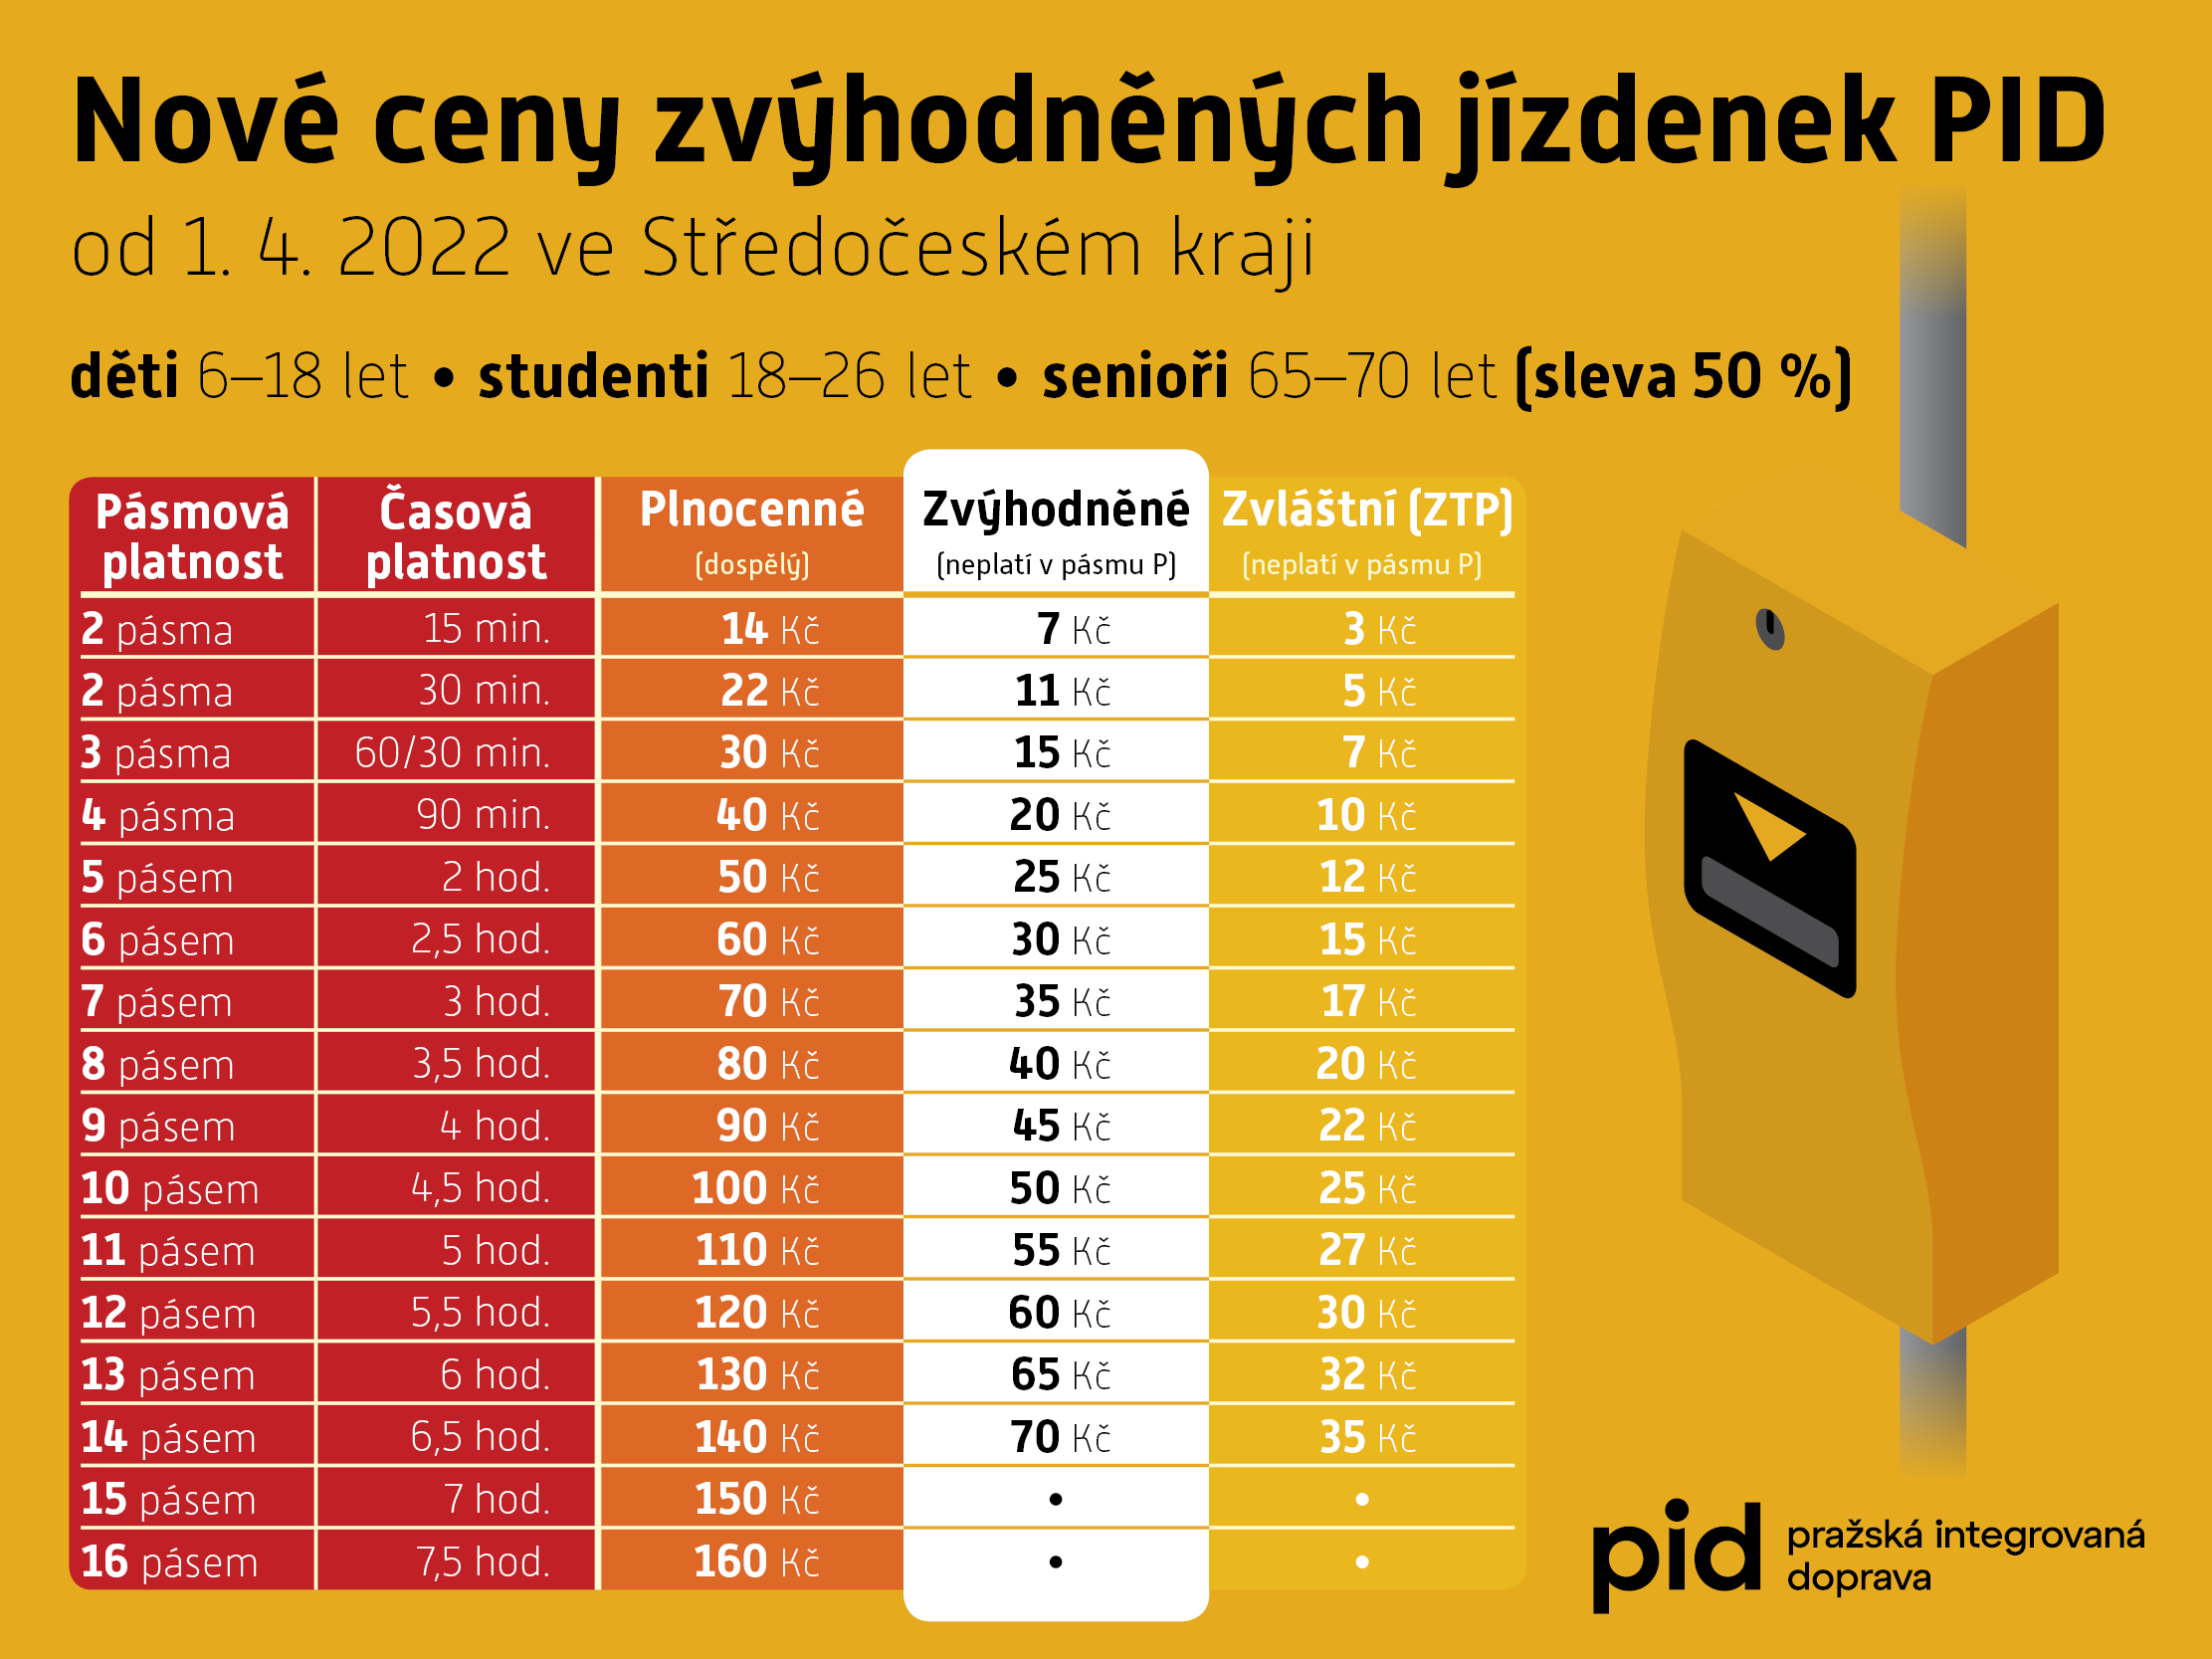 Nové ceny zvýhodněných jízdenek PID
od 1. 4. 2022 ve Středočeském kraji
děti 6–18 let • studenti 18–26 let • senioři 65–70 let (sleva 50 %)
Pásmová platnost Časová platnost Plnocenné (dospělý) Zvýhodněné (neplatí v pásmu P) Zvláštní (ZTP) (neplatí v pásmu P)
2 pásma 15 min. 14 Kč 7 Kč 3 Kč
2 pásma 30 min. 22 Kč 11 Kč 5 Kč
3 pásma 60/30 min. 30 Kč 15 Kč 7 Kč
4 pásma 90 min. 40 Kč 20 Kč 10 Kč
5 pásem 2 hod. 50 Kč 25 Kč 12 Kč
6 pásem 2,5 hod. 60 Kč 30 Kč 15 Kč
7 pásem 3 hod. 70 Kč 35 Kč 17 Kč
8 pásem 3,5 hod. 80 Kč 40 Kč 20 Kč
9 pásem 4 hod. 90 Kč 45 Kč 22 Kč
10 pásem 4,5 hod. 100 Kč 50 Kč 25 Kč
11 pásem 5 hod. 110 Kč 55 Kč 27 Kč
12 pásem 5,5 hod. 120 Kč 60 Kč 30 Kč
13 pásem 6 hod. 130 Kč 65 Kč 32 Kč
14 pásem 6,5 hod. 140 Kč 70 Kč 35 Kč
15 pásem 7 hod. 150 Kč • •
16 pásem 7,5 hod. 160 Kč • •
pid pražská integrovaná
doprava